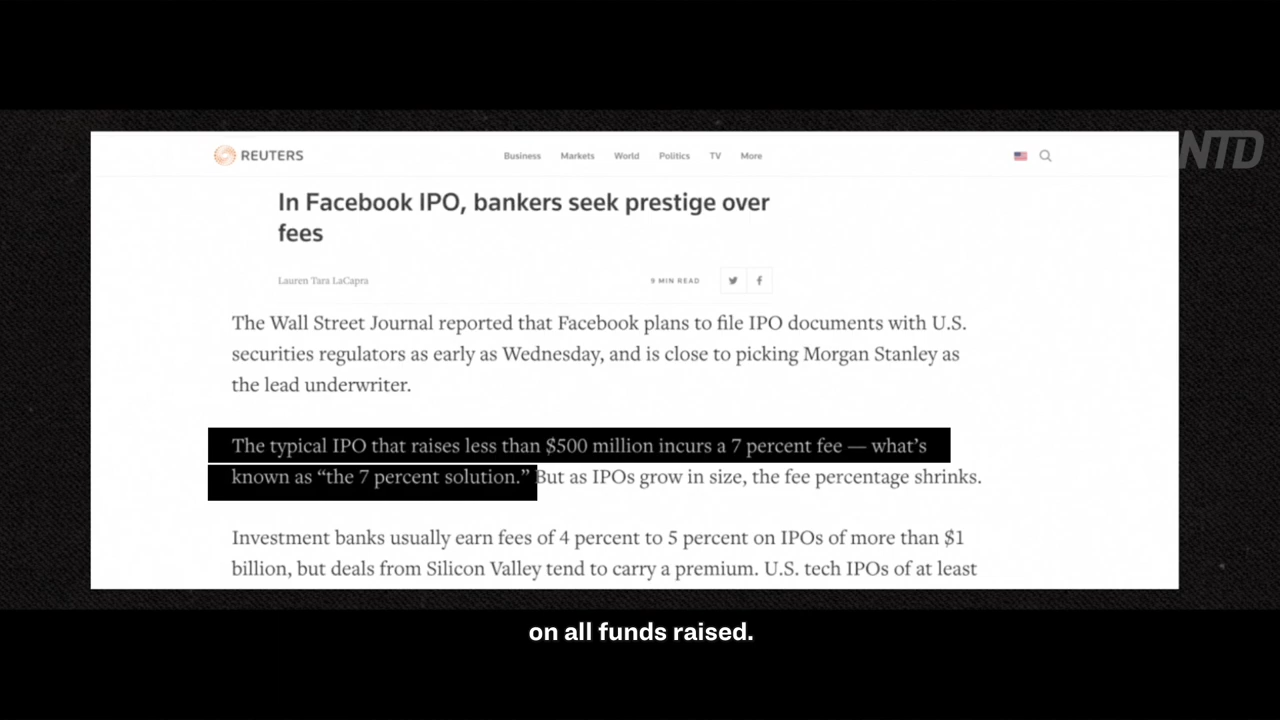 REUTERS
Business Markets World Politics TV More
NTD
In Facebook IPO, bankers seek prestige over
fees
Lauren Tara LaCapra
9 MIN READ
The Wall Street Journal reported that Facebook plans to file IPO documents with U.S.
securities regulators as early as Wednesday, and is close to picking Morgan Stanley as
the lead underwriter.
The typical IPO that raises less than $500 million incurs a 7 percent fee — what’s
known as “the 7 percent solution.” But as IPOs grow in size, the fee percentage shrinks.
Investment banks usually earn fees of 4 percent to 5 percent on IPOs of more than $1
billion, but deals from Silicon Valley tend to carry a premium. U.S. tech IPOs of at least
on all funds raised.